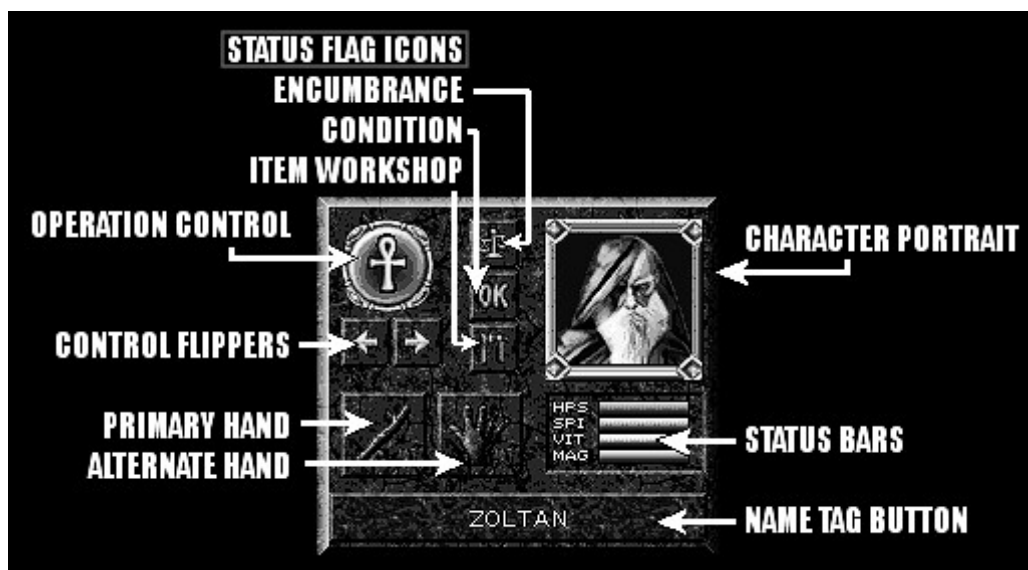 STATUS FLAG ICONS
ENCUMBRANCE
CONDITION
ITEM WORKSHOP
OPERATION CONTROL
CHARACTER PORTRAIT
OK
CONTROL FLIPPERS
PRIMARY HAND
ALTERNATE HAND
HPS
SPI
VIT
MAG
STATUS BARS
ZOLTAN
NAME TAG BUTTON